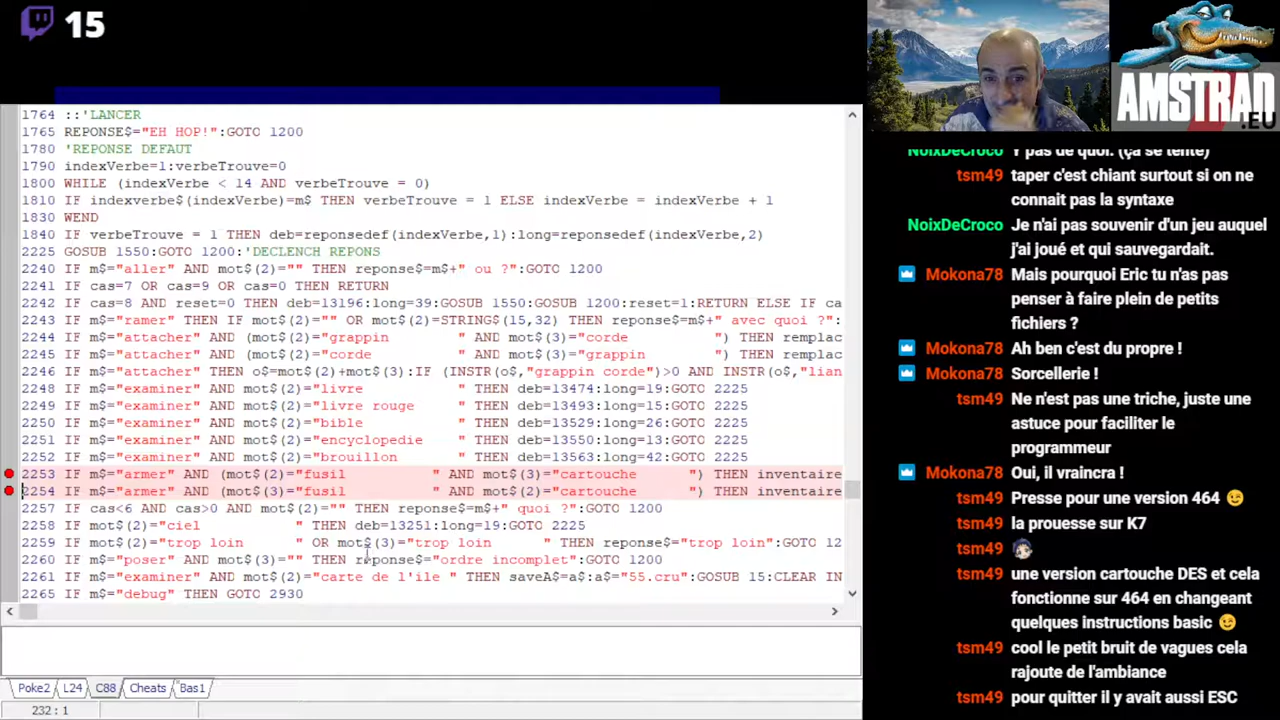 15
AMSTRAD
.EU
1764 ::'LANCER
1765 REPONSE$="EH HOP!":GOTO 1200
1780 'REPONSE DEFAUT
1790 indexVerbe=1:verbeTrouve=0
1800 WHILE (indexVerbe < 14 AND verbeTrouve = 0)
1810 IF indexverbe$(indexVerbe)=m$ THEN verbeTrouve = 1 ELSE indexVerbe = indexVerbe + 1
1830 WEND
1840 IF verbeTrouve = 1 THEN deb=reponsedef(indexVerbe,1):long=reponsedef(indexVerbe,2)
2225 GOSUB 1550:GOTO 1200:'DECLENCH REPONS
2240 IF m$="aller" AND mot$(2)="" THEN reponse$=m$+" ou ?":GOTO 1200
2241 IF cas=7 OR cas=9 OR cas=0 THEN RETURN
2242 IF cas=8 AND reset=0 THEN deb=13196:long=39:GOSUB 1550:GOSUB 1200:reset=1:RETURN ELSE IF ca
2243 IF m$="ramer" THEN IF mot$(2)="" OR mot$(2)=STRING$(15,32) THEN reponse$=m$+" avec quoi ?":
2244 IF m$="attacher" AND (mot$(2)="grappin        " AND mot$(3)="corde          ") THEN remplac
2245 IF m$="attacher" AND (mot$(2)="corde          " AND mot$(3)="grappin        ") THEN remplac
2246 IF m$="attacher" THEN o$=mot$(2)+mot$(3):IF (INSTR(o$,"grappin corde")>0 AND INSTR(o$,"lian
2248 IF m$="examiner" AND mot$(2)="livre          " THEN deb=13474:long=19:GOTO 2225
2249 IF m$="examiner" AND mot$(2)="livre rouge    " THEN deb=13493:long=15:GOTO 2225
2250 IF m$="examiner" AND mot$(2)="bible          " THEN deb=13529:long=26:GOTO 2225
2251 IF m$="examiner" AND mot$(2)="encyclopedie   " THEN deb=13550:long=13:GOTO 2225
2252 IF m$="examiner" AND mot$(2)="brouillon      " THEN deb=13563:long=42:GOTO 2225
2253 IF m$="armer" AND (mot$(2)="fusil          " AND mot$(3)="cartouche      ") THEN inventaire
2254 IF m$="armer" AND (mot$(3)="fusil          " AND mot$(2)="cartouche      ") THEN inventaire
2257 IF cas<6 AND cas>0 AND mot$(2)="" THEN reponse$=m$+" quoi ?":GOTO 1200
2258 IF mot$(2)="ciel           " THEN deb=13251:long=19:GOTO 2225
2259 IF mot$(2)="trop loin      " OR mot$(3)="trop loin      " THEN reponse$="trop loin":GOTO 12
2260 IF m$="poser" AND mot$(3)="" THEN reponse$="ordre incomplet":GOTO 1200
2261 IF m$="examiner" AND mot$(2)="carte de l'ile " THEN saveA$=a$:a$="55.cru":GOSUB 15:CLEAR IN
2265 IF m$="debug" THEN GOTO 2930
Poke2 L24 C88 Cheats Bas1
232 : 1
NoixDeCroco Y pas de quoi. (ça se tente)
tsm49 taper c'est chiant surtout si on ne
connait pas la syntaxe
NoixDeCroco Je n'ai pas souvenir d'un jeu auquel
j'ai joué et qui sauvegardait.
Mokona78 Mais pourquoi Eric tu n'as pas
penser à faire plein de petits
fichiers ?
Mokona78 Ah ben c'est du propre !
Mokona78 Sorcellerie !
tsm49 Ne n'est pas une triche, juste une
astuce pour faciliter le
programmeur
Mokona78 Oui, il vraincra !
tsm49 Presse pour une version 464 😉
tsm49 la prouesse sur K7
tsm49
tsm49 une version cartouche DES et cela
fonctionne sur 464 en changeant
quelques instructions basic 😉
tsm49 cool le petit bruit de vagues cela
rajoute de l'ambiance
tsm49 pour quitter il y avait aussi ESC